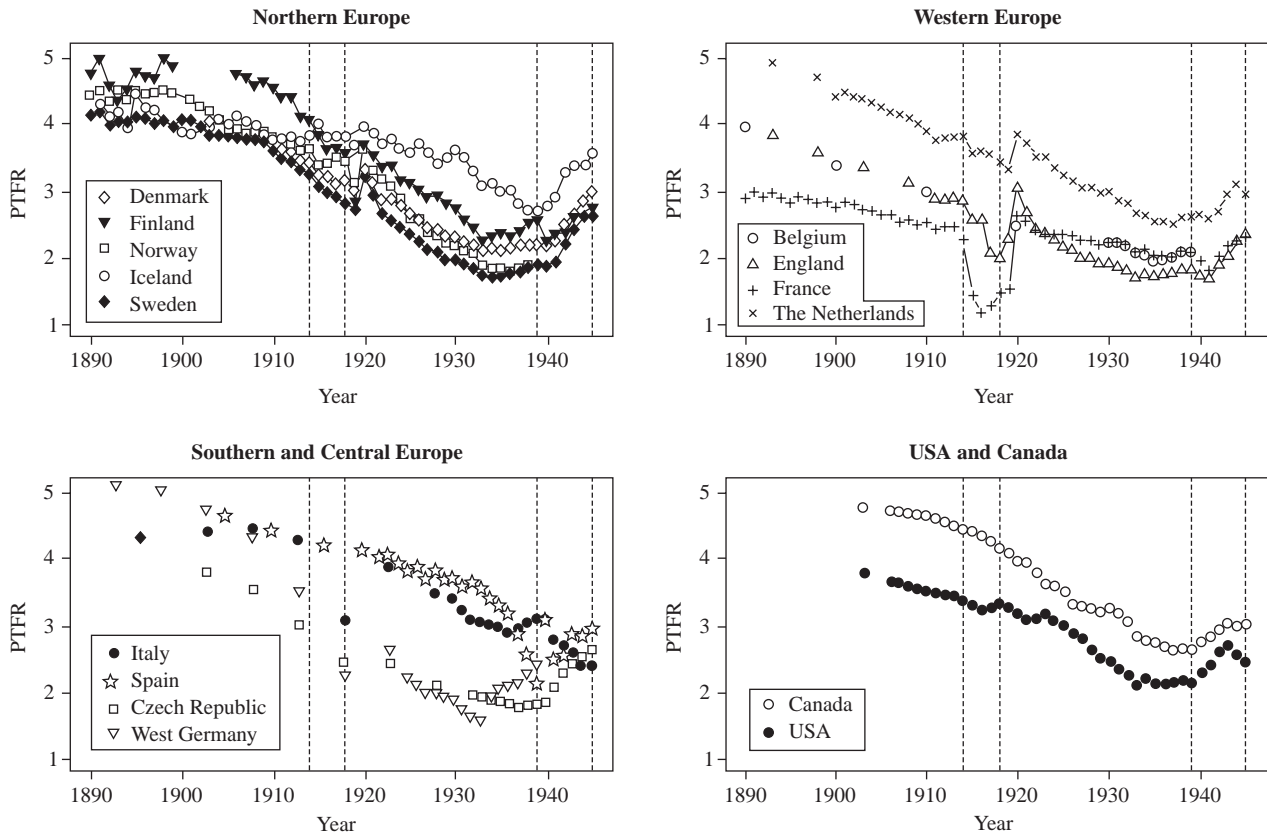 Northern Europe
5
4
3
2
1
PTFR
Denmark
Finland
Norway
Iceland
Sweden
1890 1900 1910 1920 1930 1940
Year
Western Europe
5
4
3
2
1
PTFR
Belgium
England
France
The Netherlands
1890 1900 1910 1920 1930 1940
Year
Southern and Central Europe
5
4
3
2
1
PTFR
Italy
Spain
Czech Republic
West Germany
1890 1900 1910 1920 1930 1940
Year
USA and Canada
5
4
3
2
1
PTFR
Canada
USA
1890 1900 1910 1920 1930 1940
Year